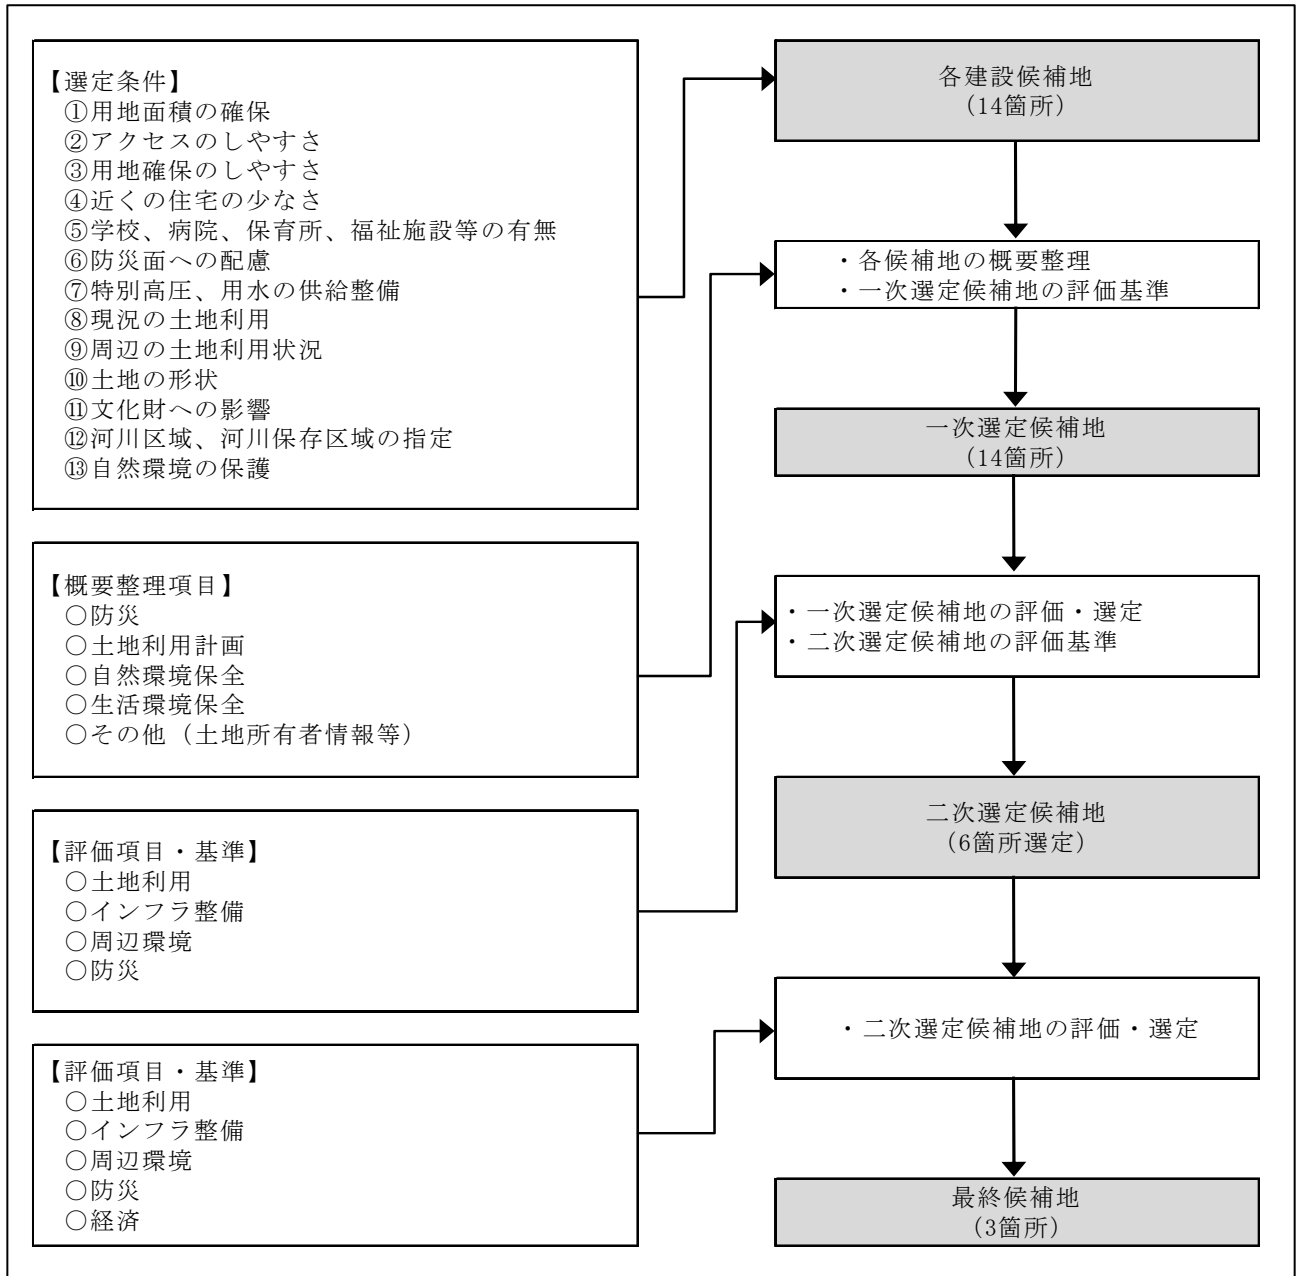 【選定条件】
①用地面積の確保
②アクセスのしやすさ
③用地確保のしやすさ
④近くの住宅の少なさ
⑤学校、病院、保育所、福祉施設等の有無
⑥防災面への配慮
⑦特別高圧、用水の供給整備
⑧現況の土地利用
⑨周辺の土地利用状況
⑩土地の形状
⑪文化財への影響
⑫河川区域、河川保存区域の指定
⑬自然環境の保護
【概要整理項目】
○防災
○土地利用計画
○自然環境保全
○生活環境保全
○その他（土地所有者情報等）
【評価項目・基準】
○土地利用
○インフラ整備
○周辺環境
○防災
【評価項目・基準】
○土地利用
○インフラ整備
○周辺環境
○防災
○経済
各建設候補地
（14箇所）
・各候補地の概要整理
・一次選定候補地の評価基準
一次選定候補地
（14箇所）
・一次選定候補地の評価・選定
・二次選定候補地の評価基準
二次選定候補地
（6箇所選定）
・二次選定候補地の評価・選定
最終候補地
（3箇所）